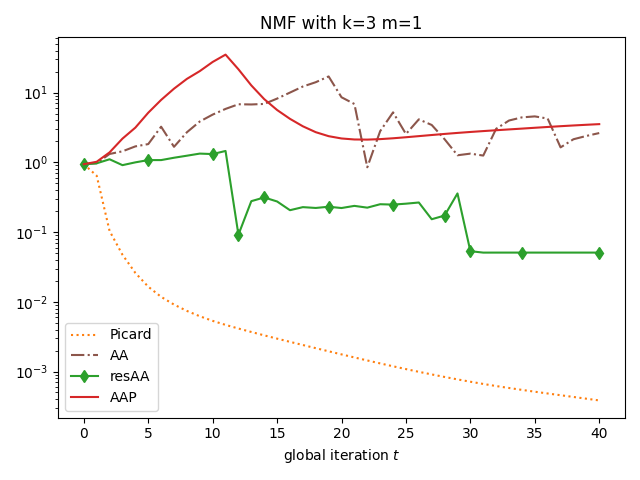 NMF with k=3 m=1
10¹
10⁰
10⁻¹
10⁻²
10⁻³
Picard
AA
resAA
AAP
0 5 10 15 20 25 30 35 40
global iteration t